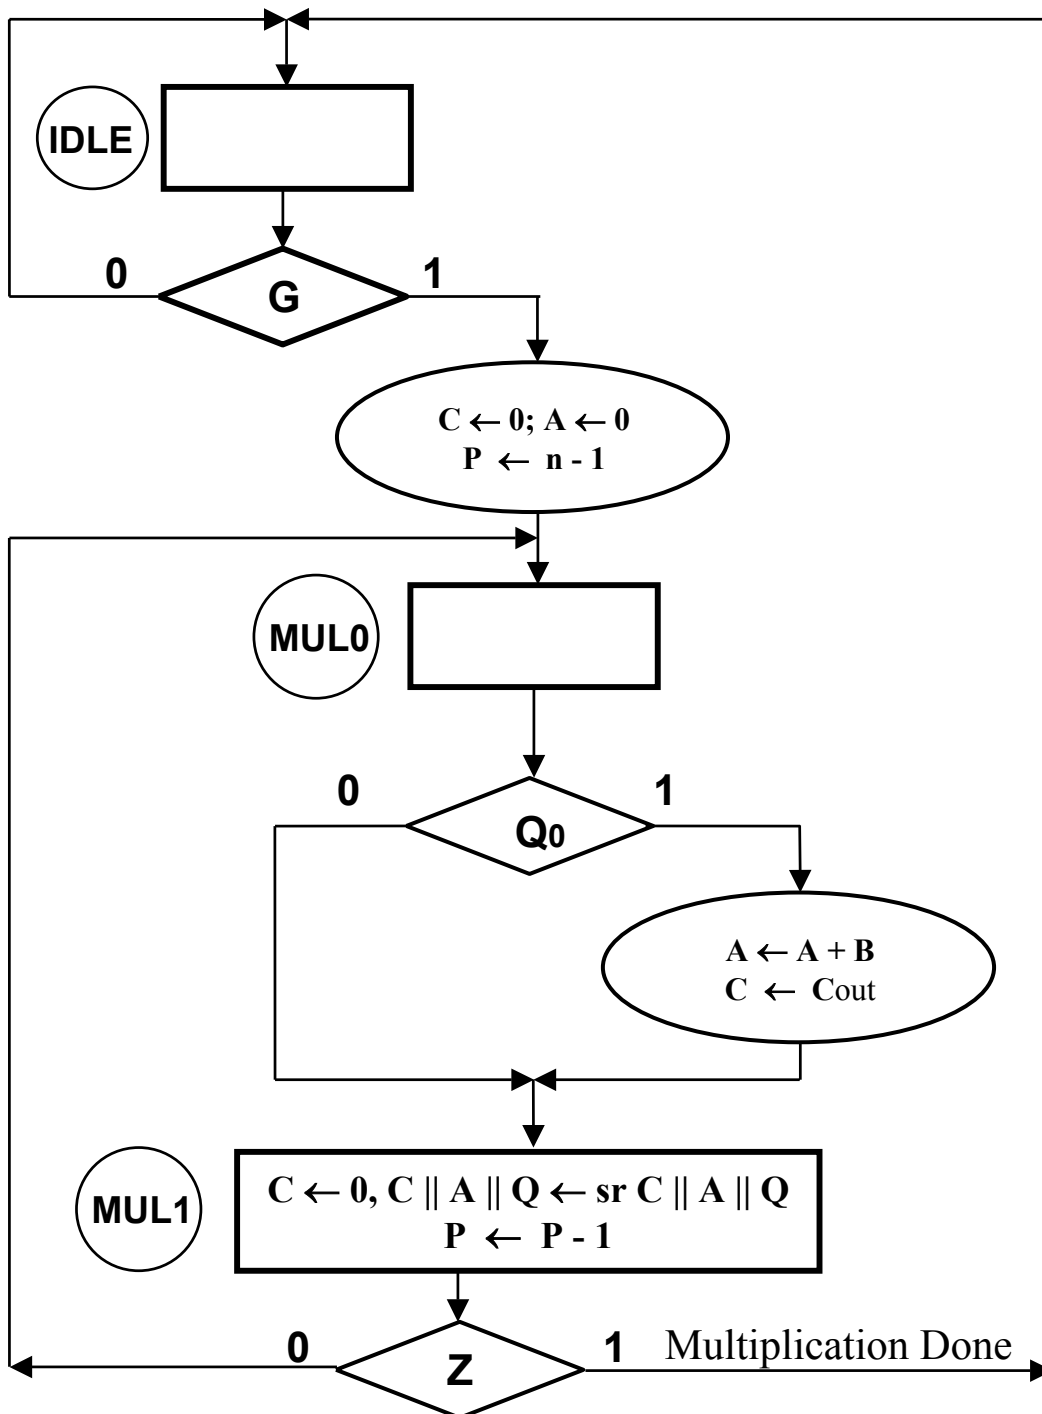 IDLE
0
1
G
C ← 0; A ← 0
P ← n - 1
MUL0
0
1
Q0
A ← A + B
C ← Cout
MUL1
C ← 0, C || A || Q ← sr C || A || Q
P ← P - 1
0
1
Multiplication Done
Z